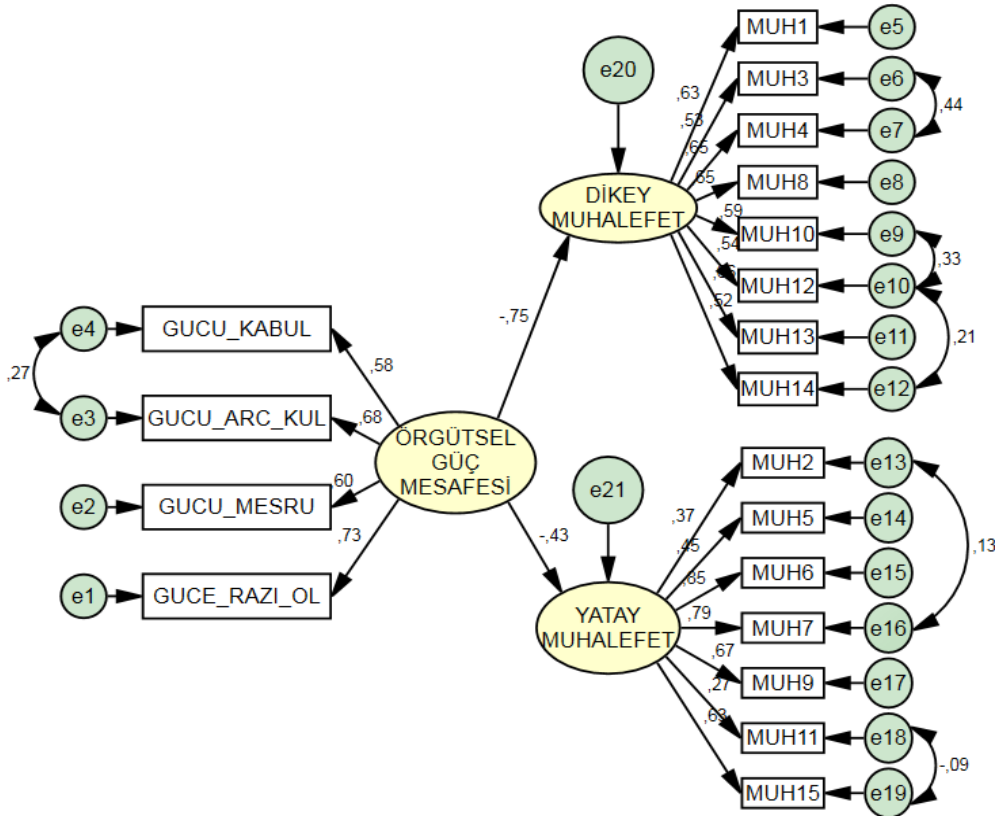 e20
DİKEY
MUHALEFET
,63
,53
,65
,65
,59
,54
,52
MUH1
e5
MUH3
e6
MUH4
e7
,44
MUH8
e8
MUH10
e9
MUH12
e10
,33
MUH13
e11
MUH14
e12
,21
-,75
e4
GUCU_KABUL
,27
e3
GUCU_ARC_KUL
e2
GUCU_MESRU
e1
GUCE_RAZI_OL
,58
,68
,60
,73
ÖRGÜTSEL
GÜÇ
MESAFESİ
-,43
e21
YATAY
MUHALEFET
,37
,45
,85
,79
,67
,27
,63
MUH2
e13
MUH5
e14
MUH6
e15
MUH7
e16
,13
MUH9
e17
MUH11
e18
MUH15
e19
-,09